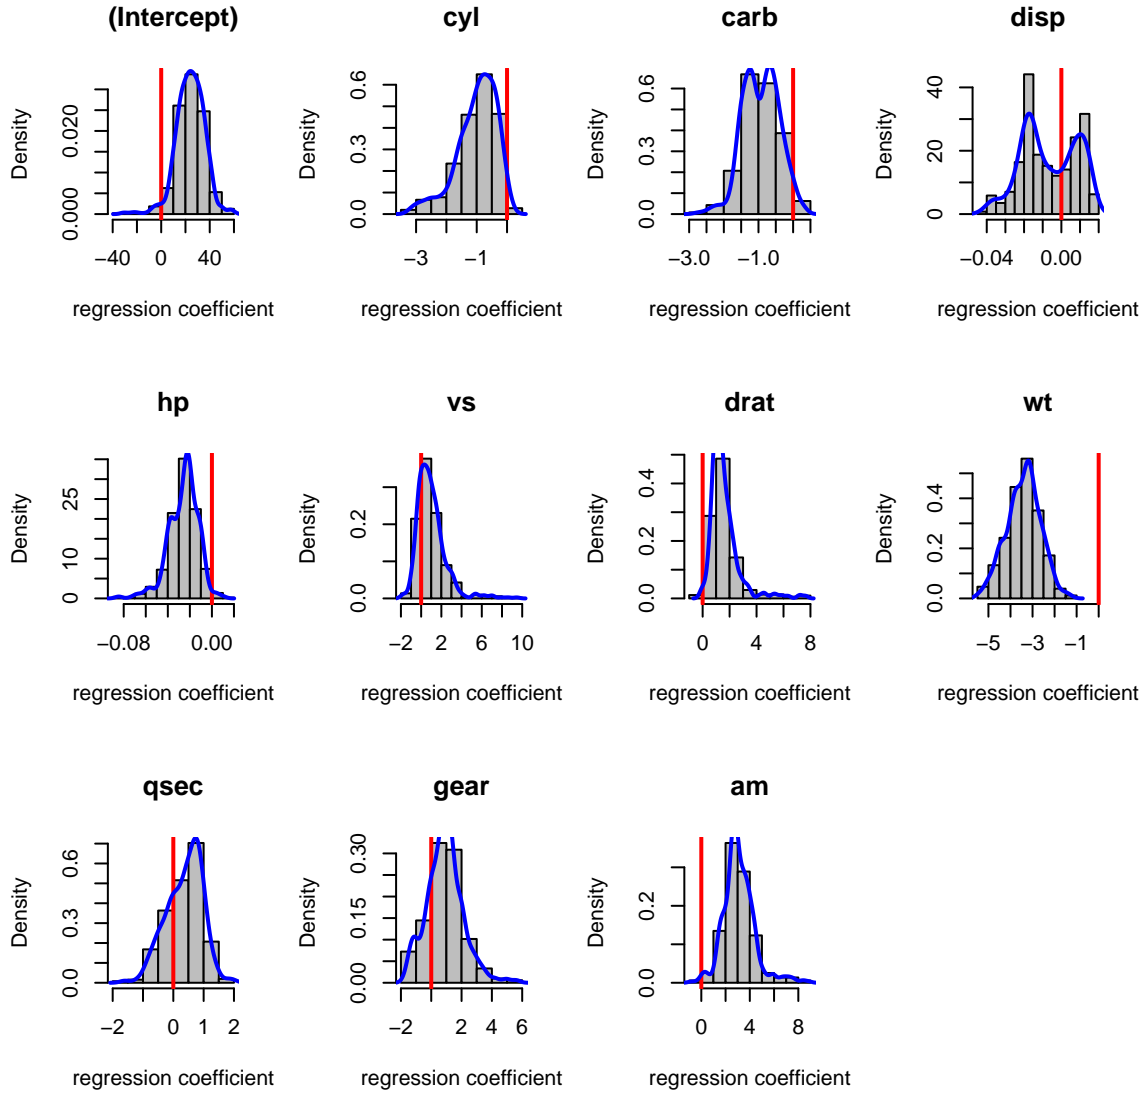 (Intercept) cyl carb disp
Density 0.000 0.020 Density 0.0 0.3 0.6 Density 0.0 0.3 0.6 Density 0 20 40
−40 0 40 −3 −1 −3.0 −1.0 −0.04 0.00
regression coefficient regression coefficient regression coefficient regression coefficient
hp vs drat wt
Density 0 10 25 Density 0.0 0.2 Density 0.0 0.2 0.4 Density 0.0 0.2 0.4
−0.08 0.00 −2 2 6 10 0 4 8 −5 −3 −1
regression coefficient regression coefficient regression coefficient regression coefficient
qsec gear am
Density 0.0 0.3 0.6 Density 0.00 0.15 0.30 Density 0.0 0.2
−2 0 1 2 −2 2 4 6 0 4 8
regression coefficient regression coefficient regression coefficient